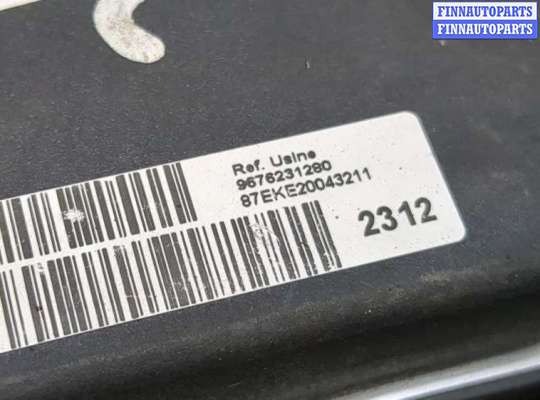 FINNAUTOPARTS
FINNAUTOPARTS
Ref. Usine
9676231280
87EKE20043211
2312